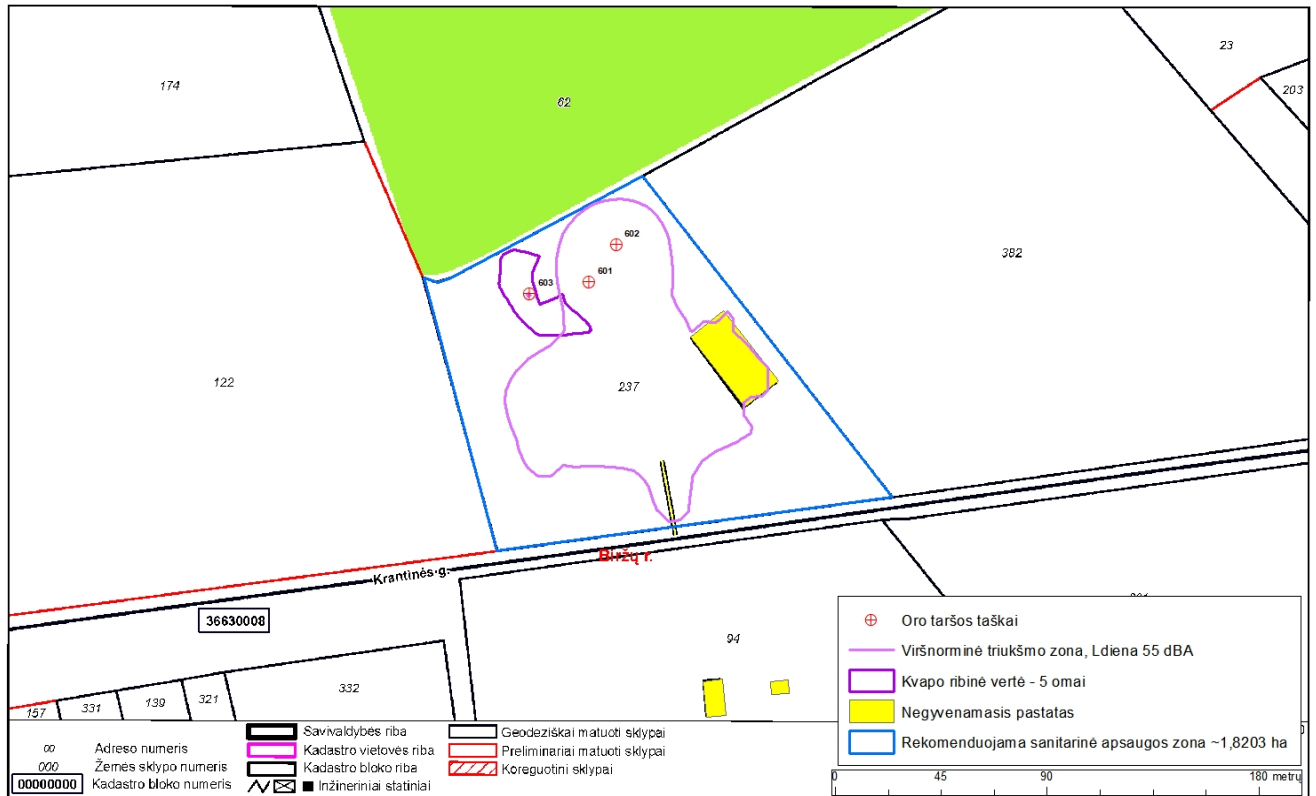 174
62
23
203
382
602
601
603
122
237
Biržų r.
Krantinės g.
36630008
94
332
321
139
331
157
Oro taršos taškai
Viršnorminė triukšmo zona, Ldiena 55 dBA
Kvapo ribinė vertė - 5 omai
Negyvenamasis pastatas
Rekomenduojama sanitarinė apsaugos zona ~1,8203 ha
00 Adreso numeris
000 Žemės sklypo numeris
00000000 Kadastro bloko numeris
Savivaldybės riba
Kadastro vietovės riba
Kadastro bloko riba
Inžineriniai statiniai
Geodeziškai matuoti sklypai
Preliminariai matuoti sklypai
Koreguotini sklypai
0 45 90 180 metrų